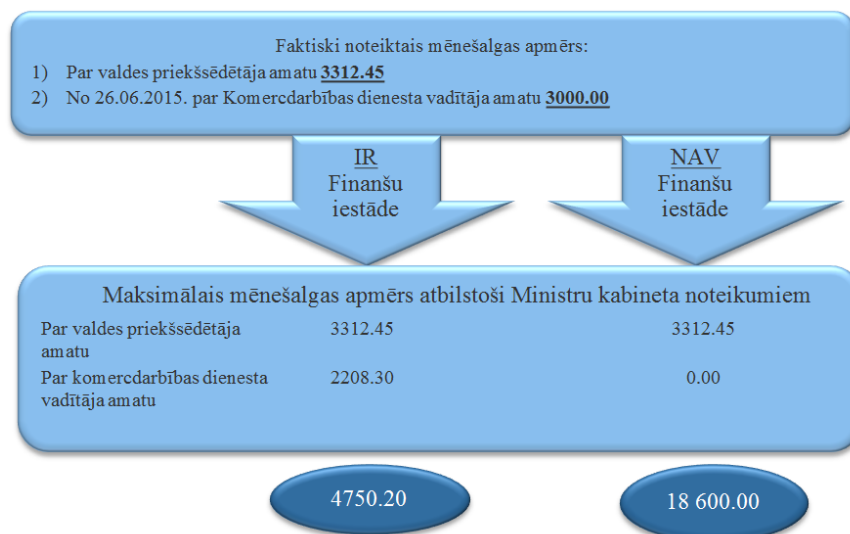 Faktiski noteiktais mēnešalgas apmērs:
1) Par valdes priekšsēdētāja amatu 3312.45
2) No 26.06.2015. par Komercdarbības dienesta vadītāja amatu 3000.00
IR
Finanšu
iestāde
NAV
Finanšu
iestāde
Maksimālais mēnešalgas apmērs atbilstoši Ministru kabineta noteikumiem
Par valdes priekšsēdētāja
amatu
3312.45
3312.45
Par komercdarbības dienesta
vadītāja amatu
2208.30
0.00
4750.20
18 600.00